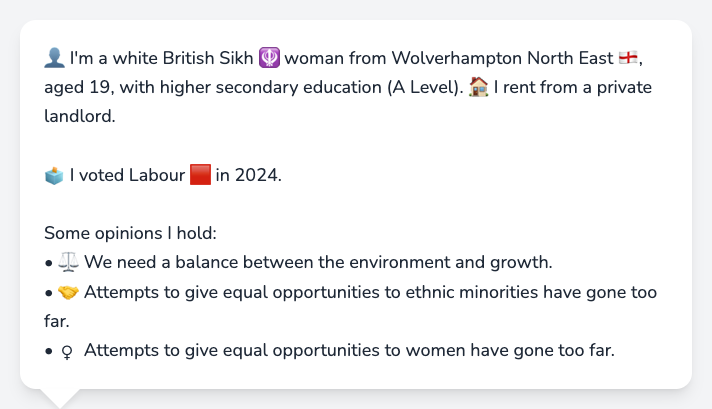 👤 I'm a white British Sikh 🪯 woman from Wolverhampton North East 🏴󠁧󠁢󠁥󠁮󠁧󠁿,
aged 19, with higher secondary education (A Level). 🏠 I rent from a private
landlord.
🗳️ I voted Labour 🟥 in 2024.
Some opinions I hold:
• ⚖️ We need a balance between the environment and growth.
• 🤝 Attempts to give equal opportunities to ethnic minorities have gone too
far.
• ♀ Attempts to give equal opportunities to women have gone too far.